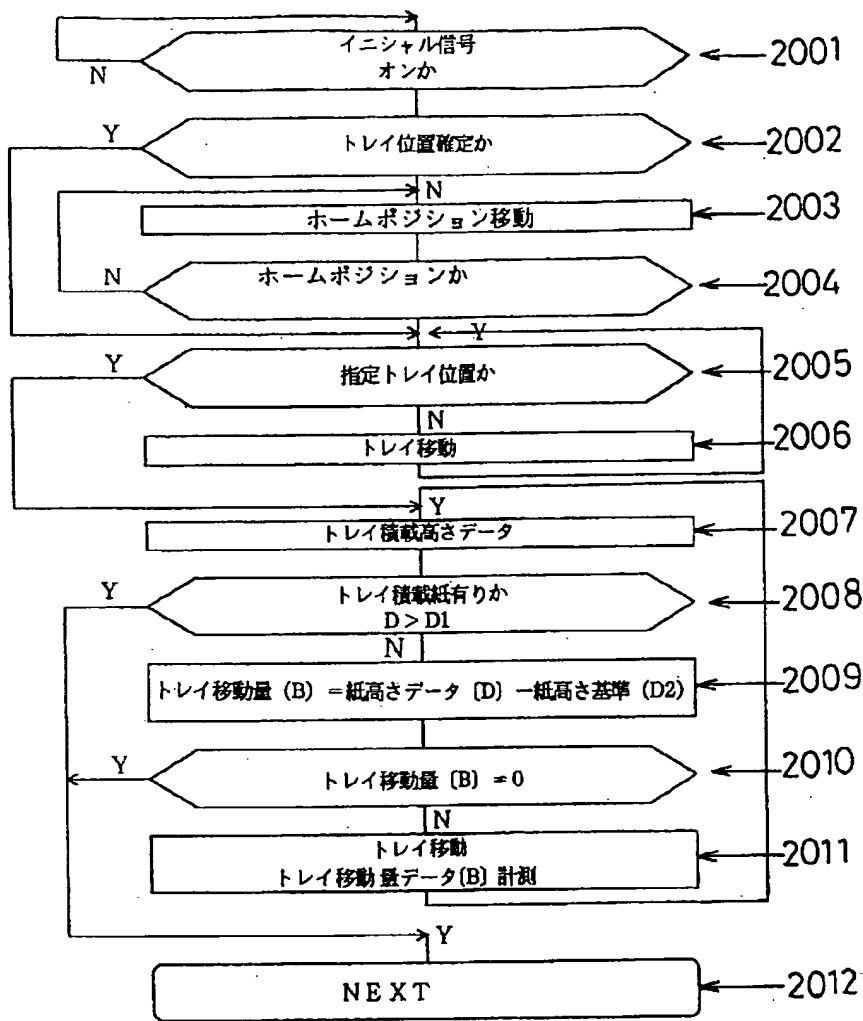 イニシャル信号
オンか
N
2001
Y
トレイ位置確定か
2002
N
ホームポジション移動
2003
N
ホームポジションか
2004
Y
Y
指定トレイ位置か
2005
N
トレイ移動
2006
Y
トレイ積載高さデータ
2007
Y
トレイ積載紙有りか
D > D1
2008
N
トレイ移動量 (B) =紙高さデータ [D] ー紙高さ基準 (D2)
2009
Y
トレイ移動量 [B] = 0
2010
N
トレイ移動
トレイ移動量データ[B] 計測
2011
Y
NEXT
2012